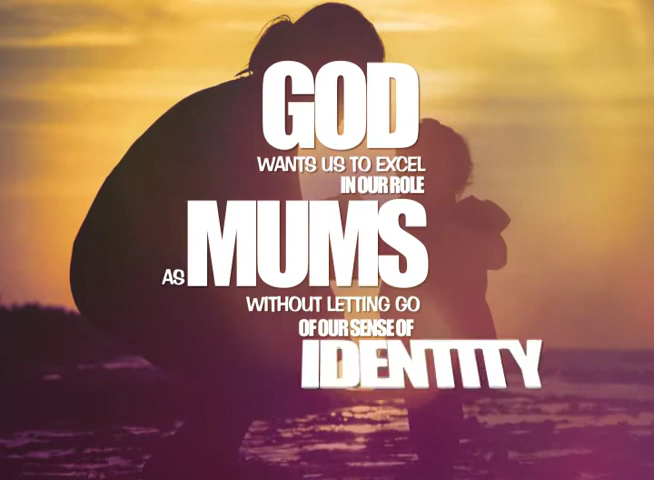 GOD
WANTS US TO EXCEL
IN OUR ROLE
AS MUMS
WITHOUT LETTING GO
OF OUR SENSE OF
IDENTITY